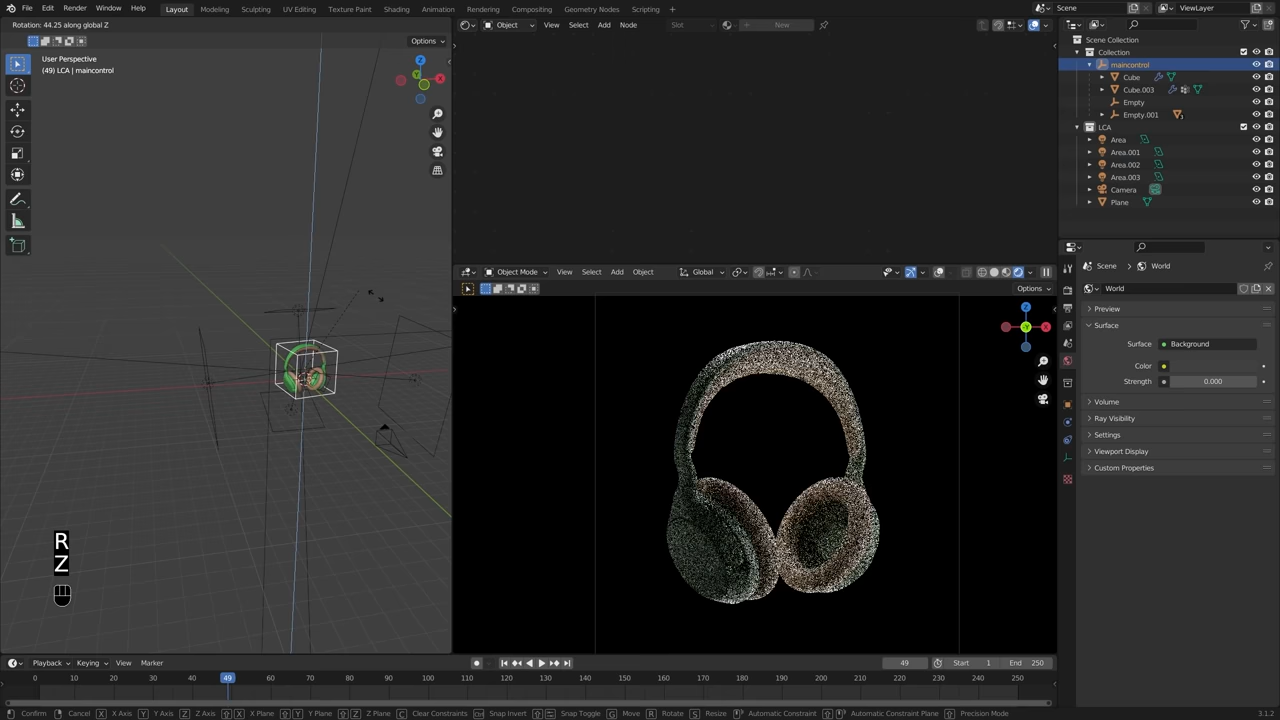 File Edit Render Window Help
Layout Modeling Sculpting UV Editing Texture Paint Shading Animation Rendering Compositing Geometry Nodes Scripting +
Scene
ViewLayer
Rotation: 44.25 along global Z
Object View Select Add Node Slot New
Options
User Perspective
(49) LCA | maincontrol
Z
Y
X
R
Z
Object Mode View Select Add Object Global
Options
Z
-Y
X
Scene Collection
Collection
maincontrol
Cube
Cube.003
Empty
Empty.001
3
LCA
Area
Area.001
Area.002
Area.003
Camera
Plane
Scene > World
World
Preview
Surface
Surface Background
Color
Strength 0.000
Volume
Ray Visibility
Settings
Viewport Display
Custom Properties
Playback Keying View Marker
49 Start 1 End 250
0 10 20 30 40 49 60 70 80 90 100 110 120 130 140 150 160 170 180 190 200 210 220 230 240 250
Confirm Cancel X X Axis Y Y Axis Z Z Axis X X Plane Y Y Plane Z Z Plane C Clear Constraints Ctrl Snap Invert Snap Toggle G Move R Rotate S Resize Automatic Constraint Automatic Constraint Plane Precision Mode
3.1.2